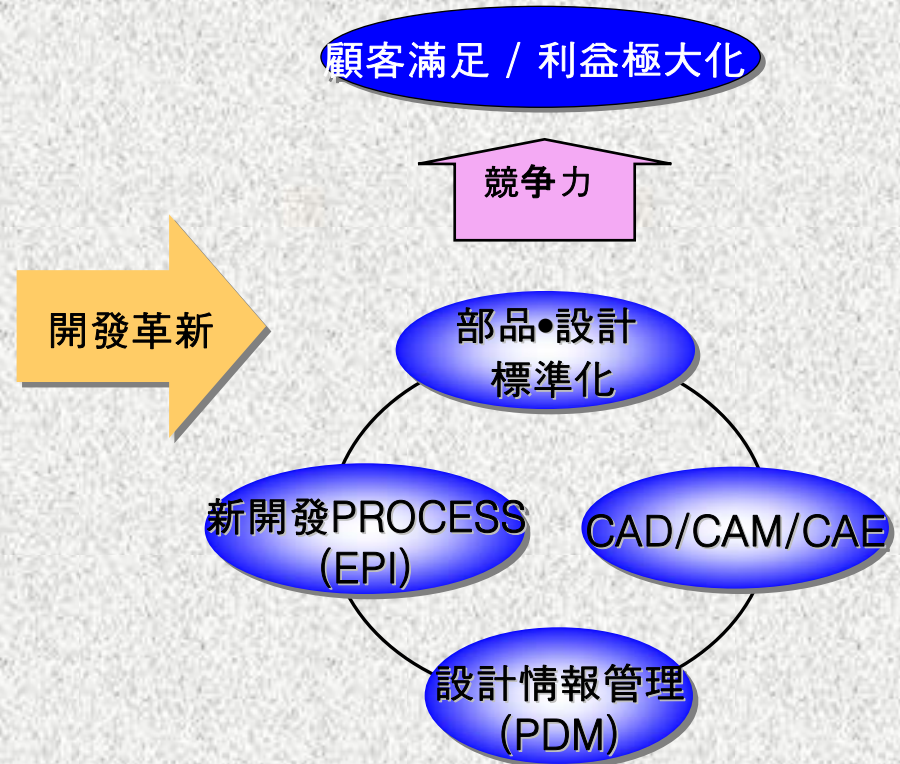 顧客滿足 / 利益極大化
競争力
開發革新
部品•設計
標準化
新開發PROCESS
(EPI)
CAD/CAM/CAE
設計情報管理
(PDM)